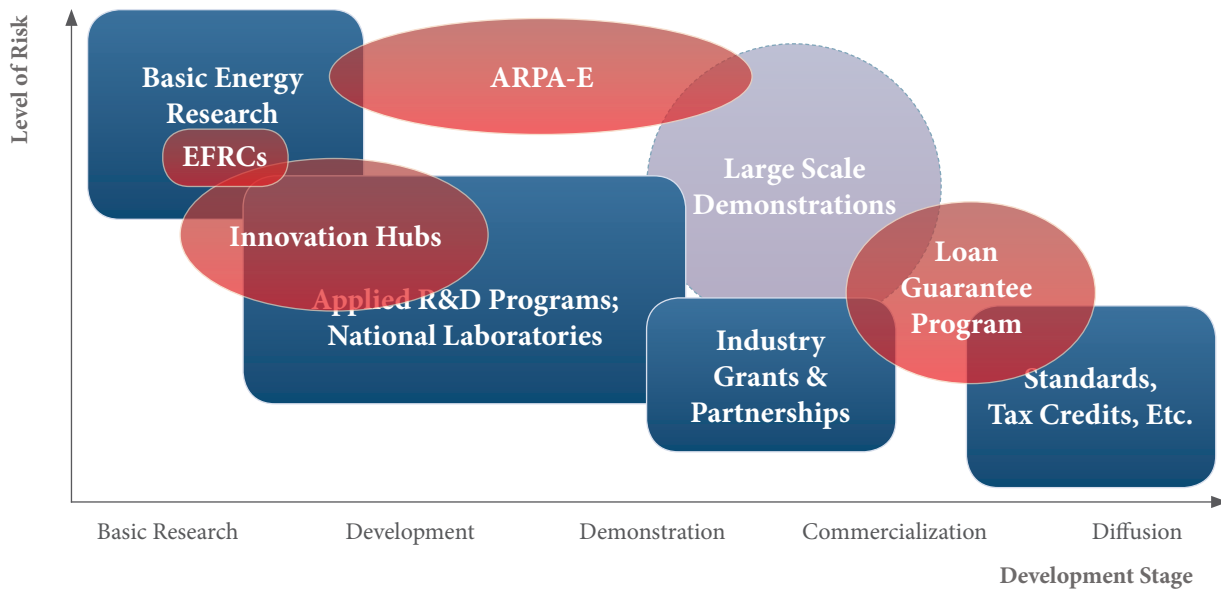 Level of Risk
Basic Energy
Research
EFRCs
ARPA-E
Innovation Hubs
Applied R&D Programs;
National Laboratories
Large Scale
Demonstrations
Loan
Guarantee
Program
Industry
Grants &
Partnerships
Standards,
Tax Credits, Etc.
Basic Research
Development
Demonstration
Commercialization
Diffusion
Development Stage